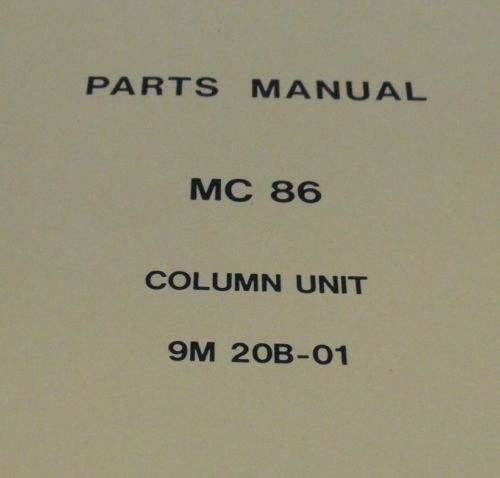 PARTS MANUAL
MC 86
COLUMN UNIT
9M 20B-01